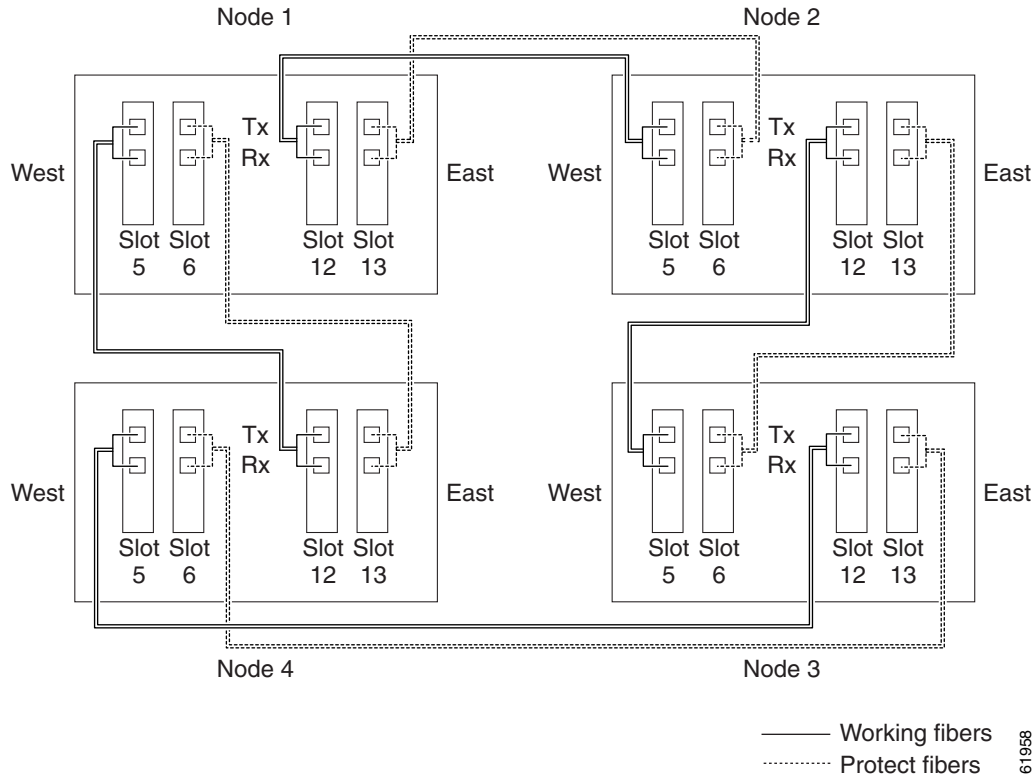 Node 1
Node 2
Tx
Rx
Tx
Rx
West
East
West
East
Slot 5
Slot 6
Slot 12
Slot 13
Slot 5
Slot 6
Slot 12
Slot 13
Tx
Rx
Tx
Rx
West
East
West
East
Slot 5
Slot 6
Slot 12
Slot 13
Slot 5
Slot 6
Slot 12
Slot 13
Node 4
Node 3
Working fibers
Protect fibers
61958